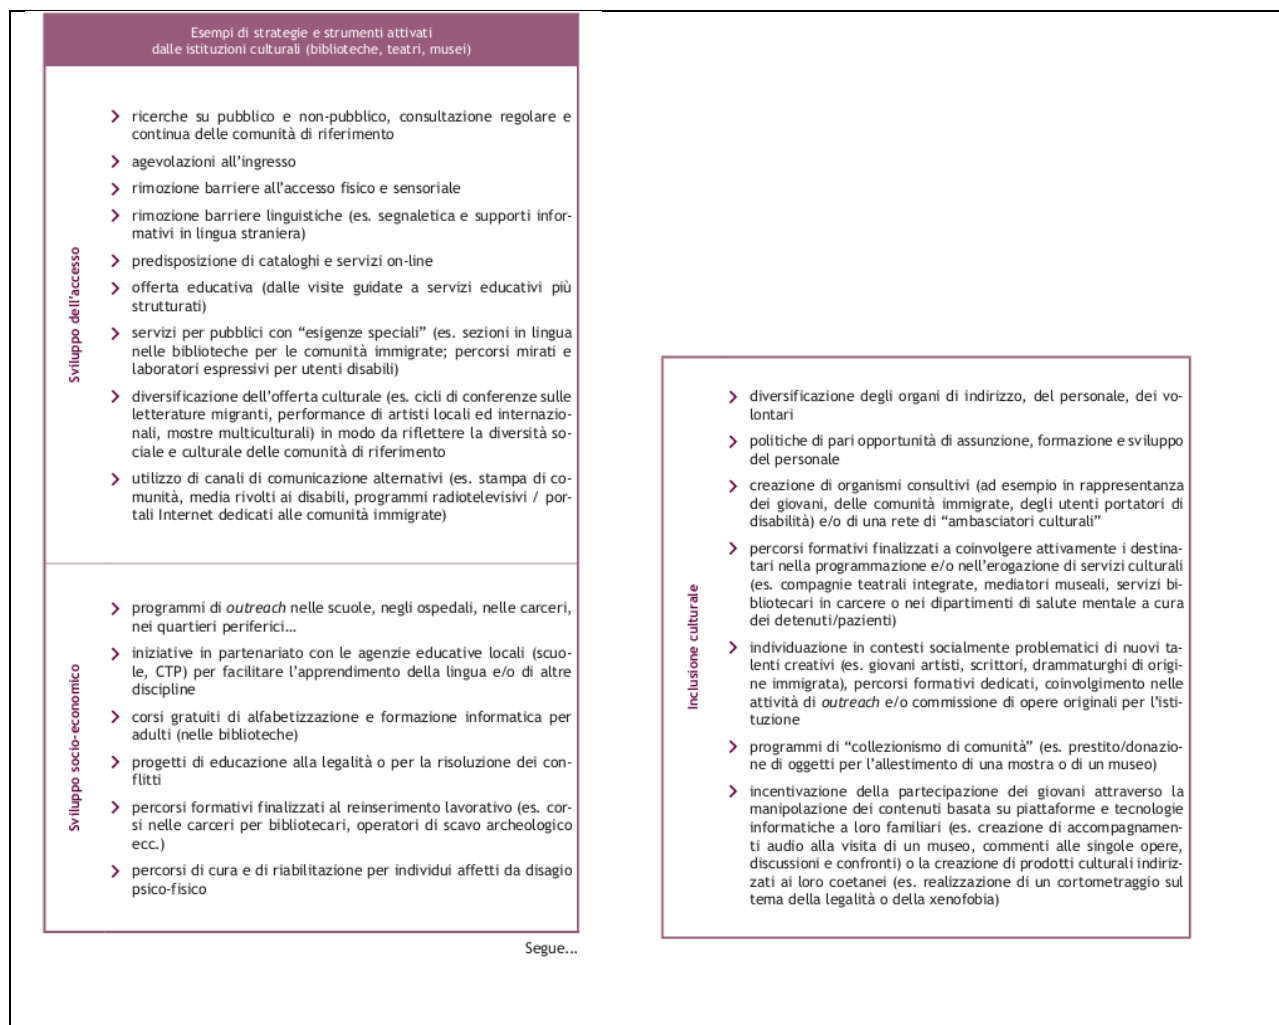 Esempi di strategie e strumenti attivati
dalle istituzioni culturali (biblioteche, teatri, musei)
Sviluppo dell'accesso
ricerche su pubblico e non-pubblico, consultazione regolare e
continua delle comunità di riferimento
agevolazioni all'ingresso
rimozione barriere all'accesso fisico e sensoriale
rimozione barriere linguistiche (es. segnaletica e supporti infor-
mativi in lingua straniera)
predisposizione di cataloghi e servizi on-line
offerta educativa (dalle visite guidate a servizi educativi più
strutturati)
servizi per pubblici con “esigenze speciali” (es. sezioni in lingua
nelle biblioteche per le comunità immigrate; percorsi mirati e
laboratori espressivi per utenti disabili)
diversificazione dell'offerta culturale (es. cicli di conferenze sulle
letterature migranti, performance di artisti locali ed internazio-
nali, mostre multiculturali) in modo da riflettere la diversità so-
ciale e culturale delle comunità di riferimento
utilizzo di canali di comunicazione alternativi (es. stampa di co-
munità, media rivolti ai disabili, programmi radiotelevisivi / por-
tali Internet dedicati alle comunità immigrate)
Sviluppo socio-economico
programmi di outreach nelle scuole, negli ospedali, nelle carceri,
nei quartieri periferici…
iniziative in partenariato con le agenzie educative locali (scuo-
le, CTP) per facilitare l'apprendimento della lingua e/o di altre
discipline
corsi gratuiti di alfabetizzazione e formazione informatica per
adulti (nelle biblioteche)
progetti di educazione alla legalità o per la risoluzione dei con-
flitti
percorsi formativi finalizzati al reinserimento lavorativo (es. cor-
si nelle carceri per bibliotecari, operatori di scavo archeologico
ecc.)
percorsi di cura e di riabilitazione per individui affetti da disagio
psico-fisico
Segue...
Inclusione culturale
diversificazione degli organi di indirizzo, del personale, dei vo-
lontari
politiche di pari opportunità di assunzione, formazione e sviluppo
del personale
creazione di organismi consultivi (ad esempio in rappresentanza
dei giovani, delle comunità immigrate, degli utenti portatori di
disabilità) e/o di una rete di “ambasciatori culturali”
percorsi formativi finalizzati a coinvolgere attivamente i destina-
tari nella programmazione e/o nell'erogazione di servizi culturali
(es. compagnie teatrali integrate, mediatori museali, servizi bi-
bliotecari in carcere o nei dipartimenti di salute mentale a cura
dei detenuti/pazienti)
individuazione in contesti socialmente problematici di nuovi ta-
lenti creativi (es. giovani artisti, scrittori, drammaturghi di origi-
ne immigrata), percorsi formativi dedicati, coinvolgimento nelle
attività di outreach e/o commissione di opere originali per l'isti-
tuzione
programmi di “collezionismo di comunità” (es. prestito/donazio-
ne di oggetti per l'allestimento di una mostra o di un museo)
incentivazione della partecipazione dei giovani attraverso la
manipolazione dei contenuti basata su piattaforme e tecnologie
informatiche a loro familiari (es. creazione di accompagnamen-
ti audio alla visita di un museo, commenti alle singole opere,
discussioni e confronti) o la creazione di prodotti culturali indiriz-
zati ai loro coetanei (es. realizzazione di un cortometraggio sul
tema della legalità o della xenofobia)